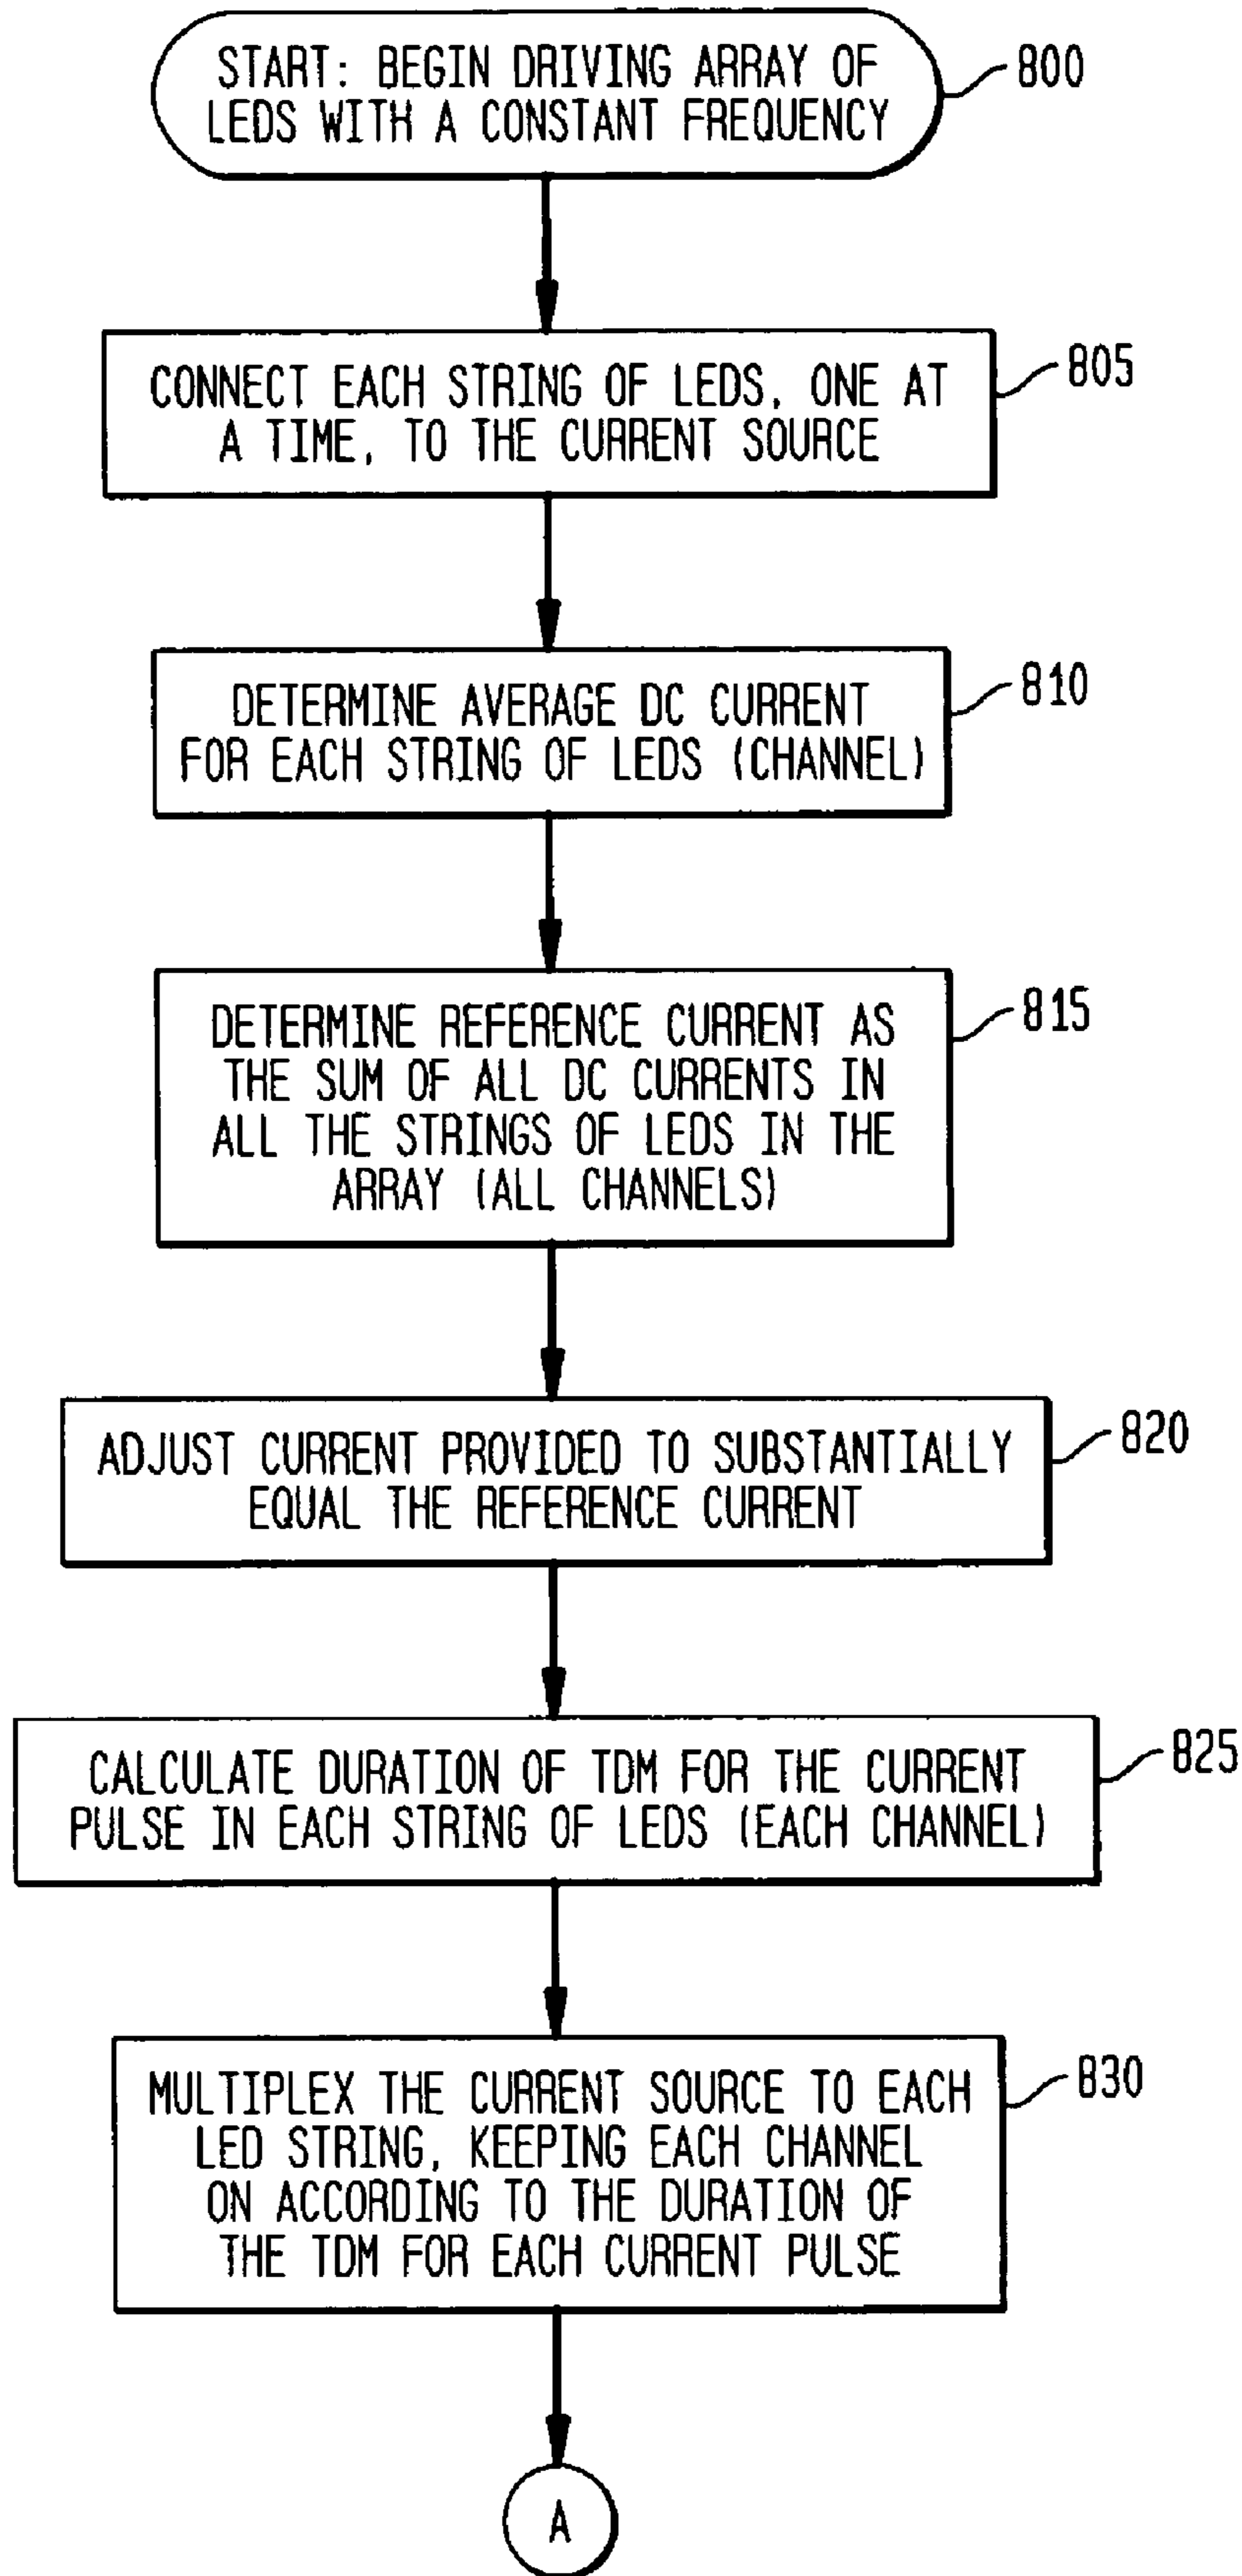 START: BEGIN DRIVING ARRAY OF
LEDS WITH A CONSTANT FREQUENCY
800
CONNECT EACH STRING OF LEDS, ONE AT
A TIME, TO THE CURRENT SOURCE
805
DETERMINE AVERAGE DC CURRENT
FOR EACH STRING OF LEDS (CHANNEL)
810
DETERMINE REFERENCE CURRENT AS
THE SUM OF ALL DC CURRENTS IN
ALL THE STRINGS OF LEDS IN THE
ARRAY (ALL CHANNELS)
815
ADJUST CURRENT PROVIDED TO SUBSTANTIALLY
EQUAL THE REFERENCE CURRENT
820
CALCULATE DURATION OF TDM FOR THE CURRENT
PULSE IN EACH STRING OF LEDS (EACH CHANNEL)
825
MULTIPLEX THE CURRENT SOURCE TO EACH
LED STRING, KEEPING EACH CHANNEL
ON ACCORDING TO THE DURATION OF
THE TDM FOR EACH CURRENT PULSE
830
A